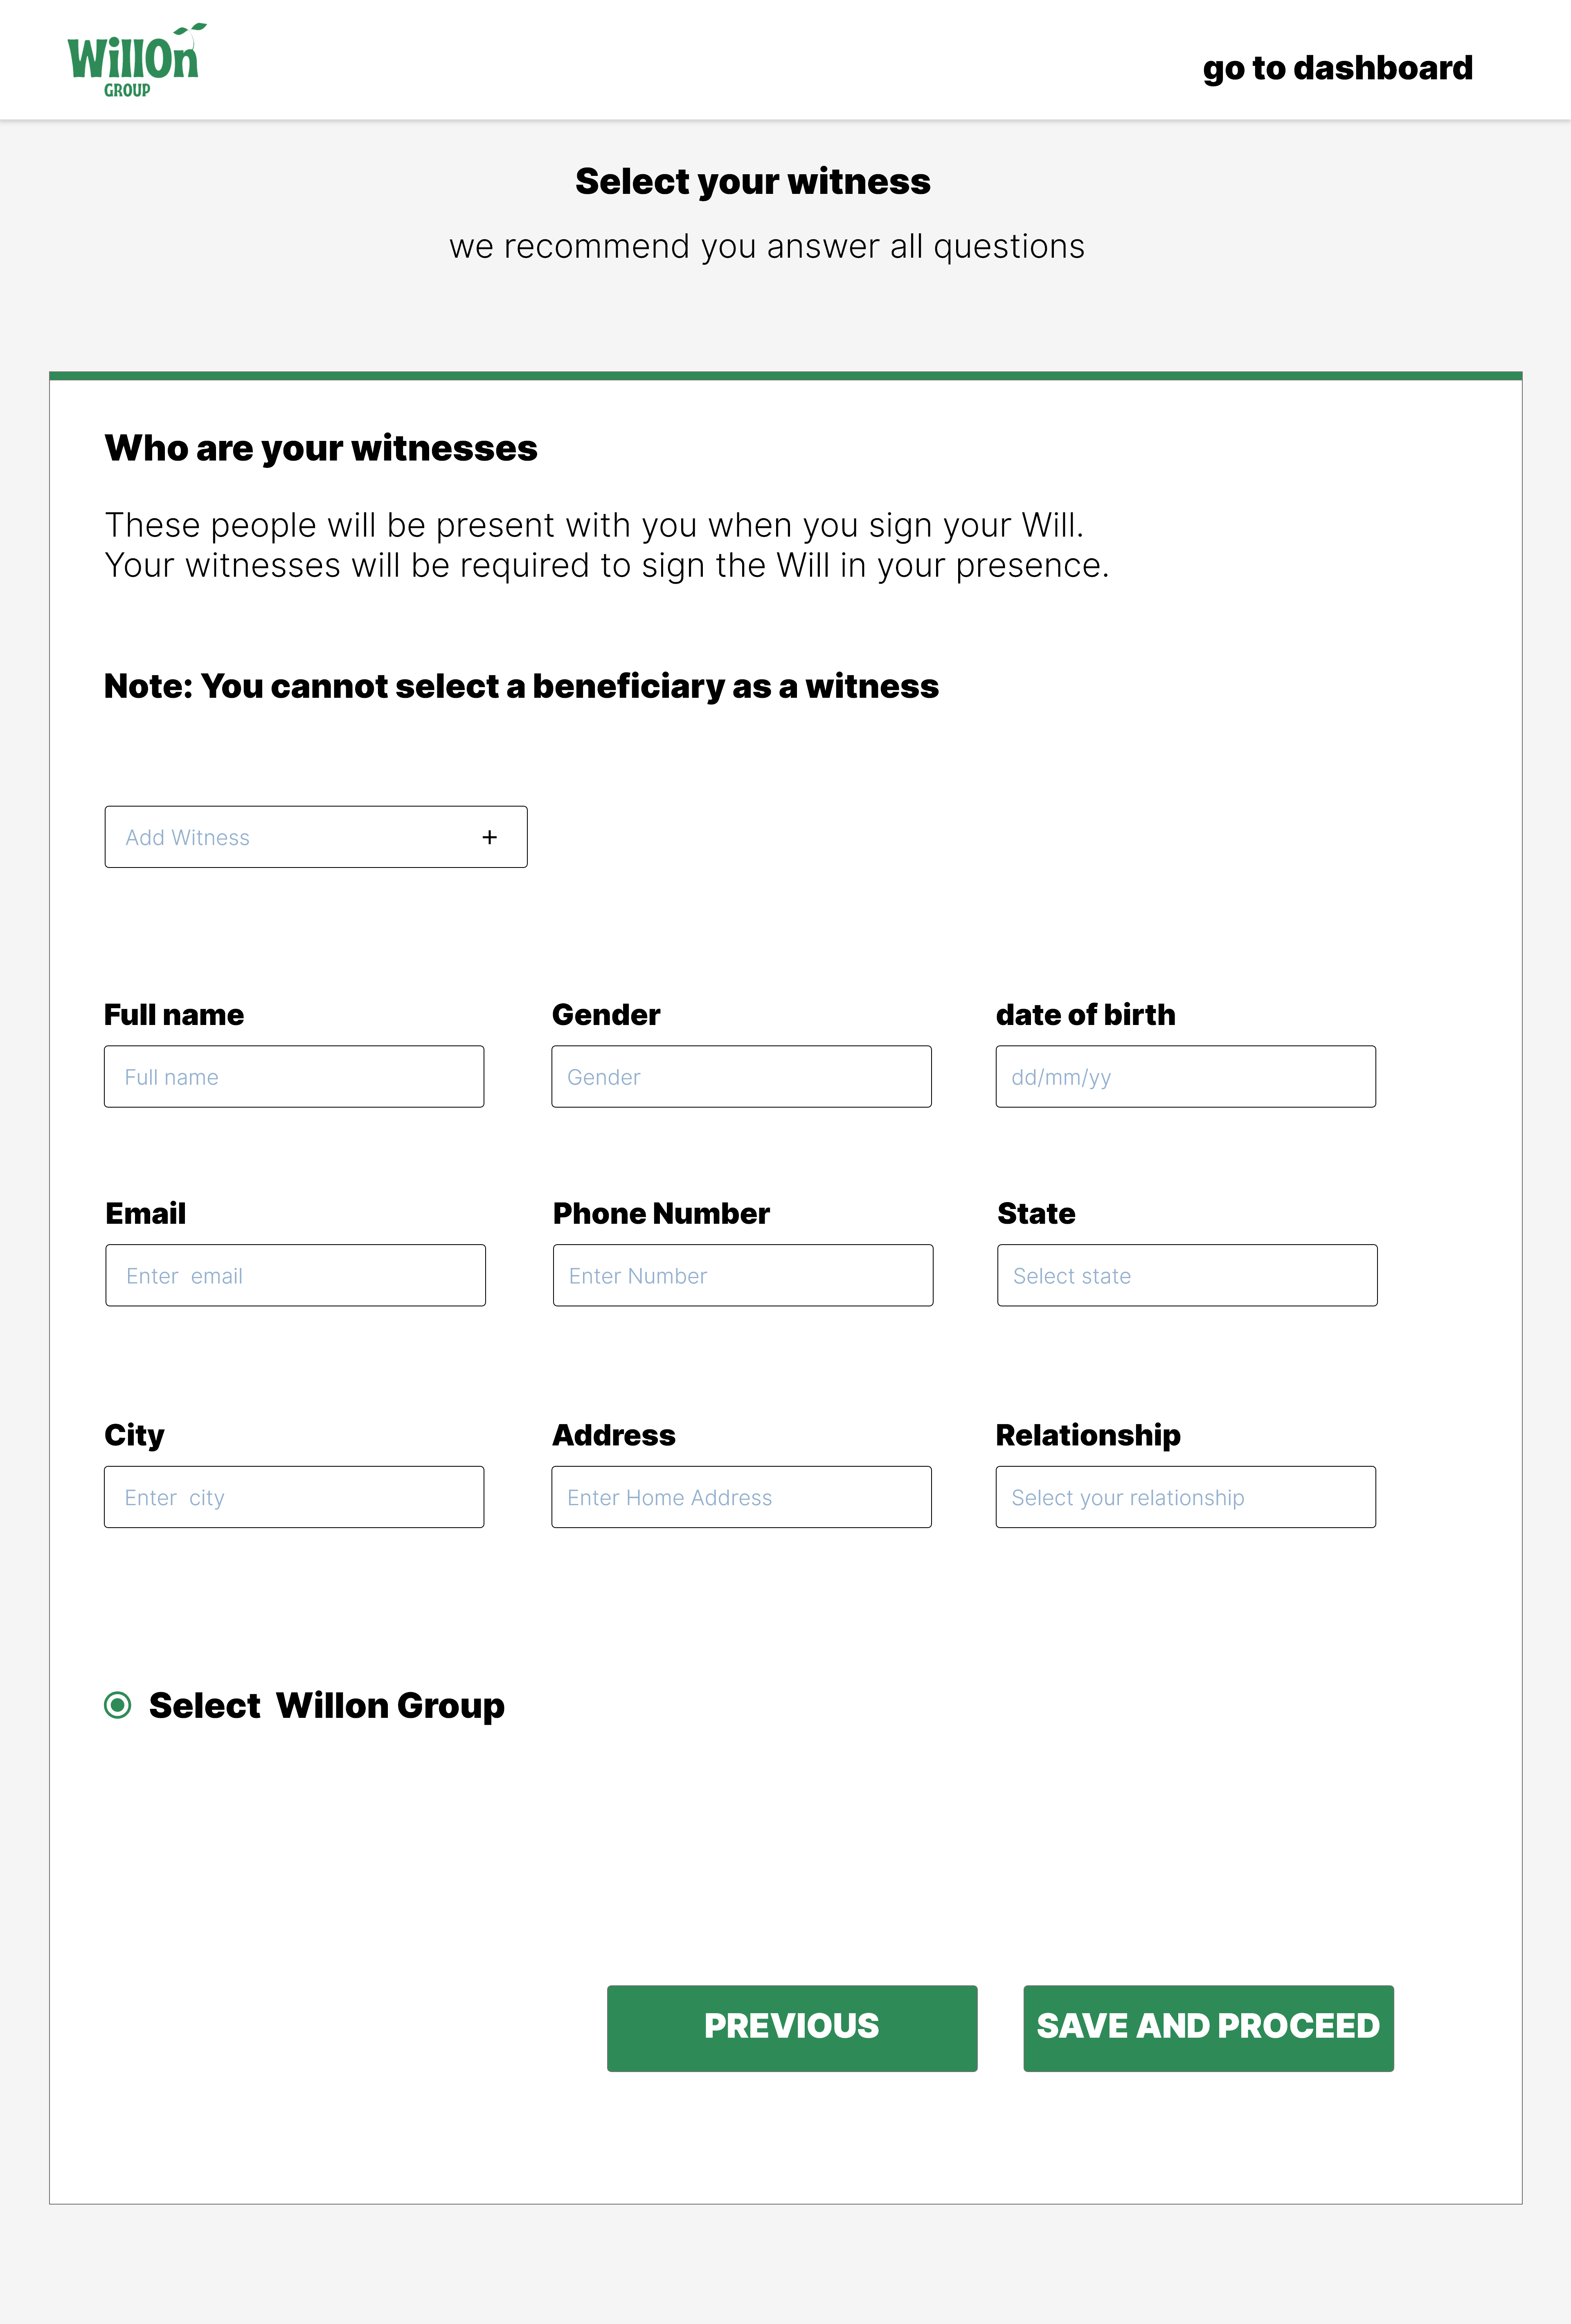 WillOn
GROUP
go to dashboard
Select your witness
we recommend you answer all questions
Who are your witnesses
These people will be present with you when you sign your Will.
Your witnesses will be required to sign the Will in your presence.
Note: You cannot select a beneficiary as a witness
Add Witness +
Full name Gender date of birth
Full name Gender dd/mm/yy
Email Phone Number State
Enter email Enter Number Select state
City Address Relationship
Enter city Enter Home Address Select your relationship
Select Willon Group
PREVIOUS SAVE AND PROCEED